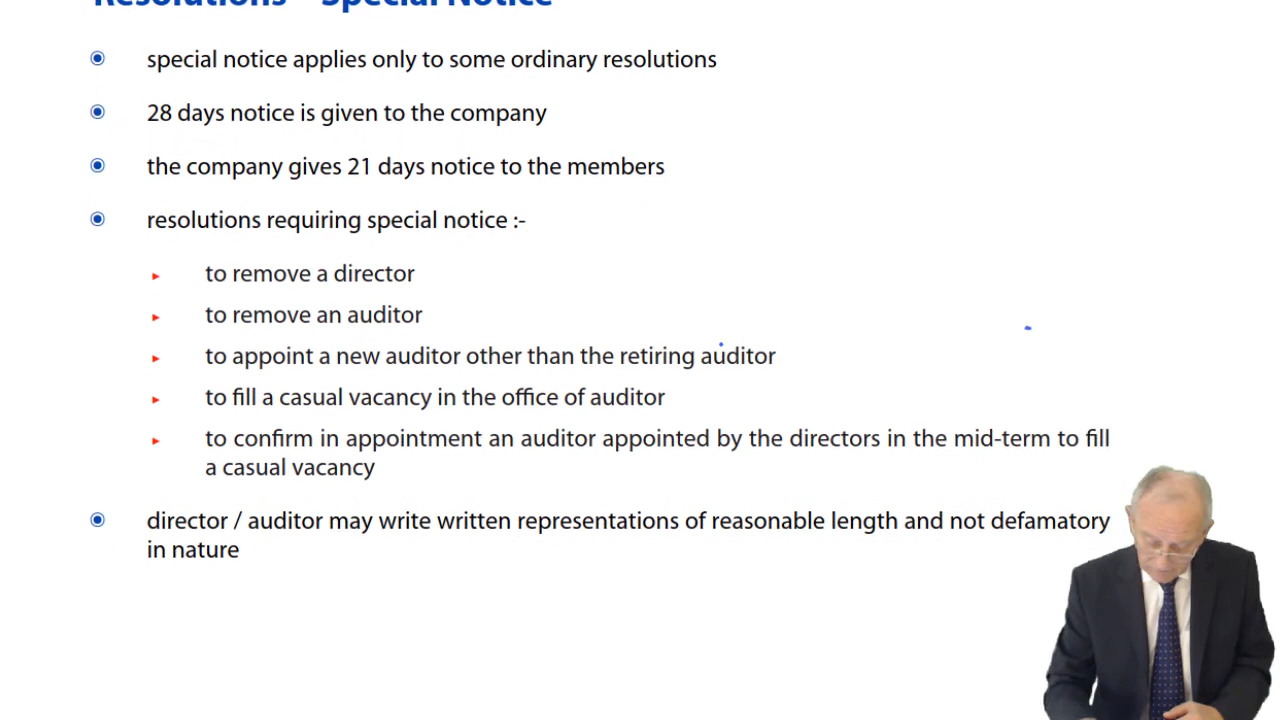 Resolutions – Special Notice
special notice applies only to some ordinary resolutions
28 days notice is given to the company
the company gives 21 days notice to the members
resolutions requiring special notice :-
to remove a director
to remove an auditor
to appoint a new auditor other than the retiring auditor
to fill a casual vacancy in the office of auditor
to confirm in appointment an auditor appointed by the directors in the mid-term to fill
a casual vacancy
director / auditor may write written representations of reasonable length and not defamatory
in nature